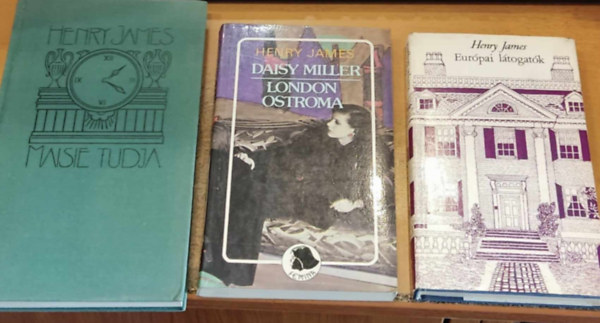 HENRY JAMES
MAISIE TUDJA
HENRY JAMES
DAISY MILLER
LONDON
OSTROMA
Henry James
Európai látogatók